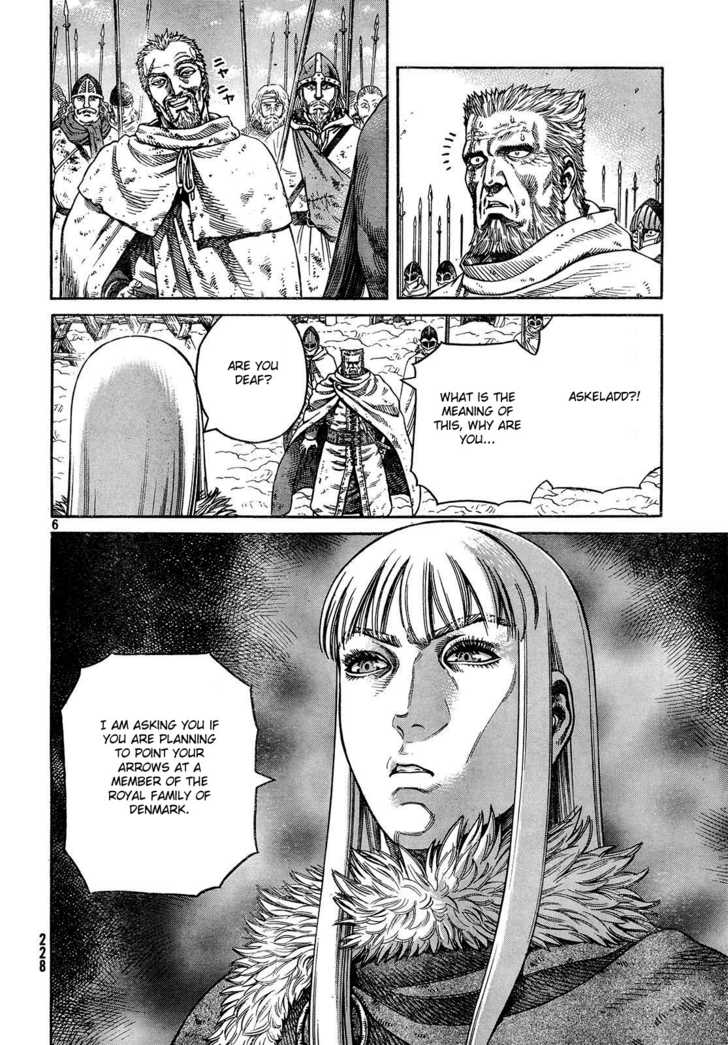 ニヤ
ニヤ
ASKELADD?!
WHAT IS THE
MEANING OF
THIS, WHY ARE
YOU...
ARE YOU
DEAF?
6
I AM ASKING YOU IF
YOU ARE PLANNING
TO POINT YOUR
ARROWS AT A
MEMBER OF THE
ROYAL FAMILY OF
DENMARK.
228